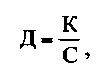 Д = К/С,